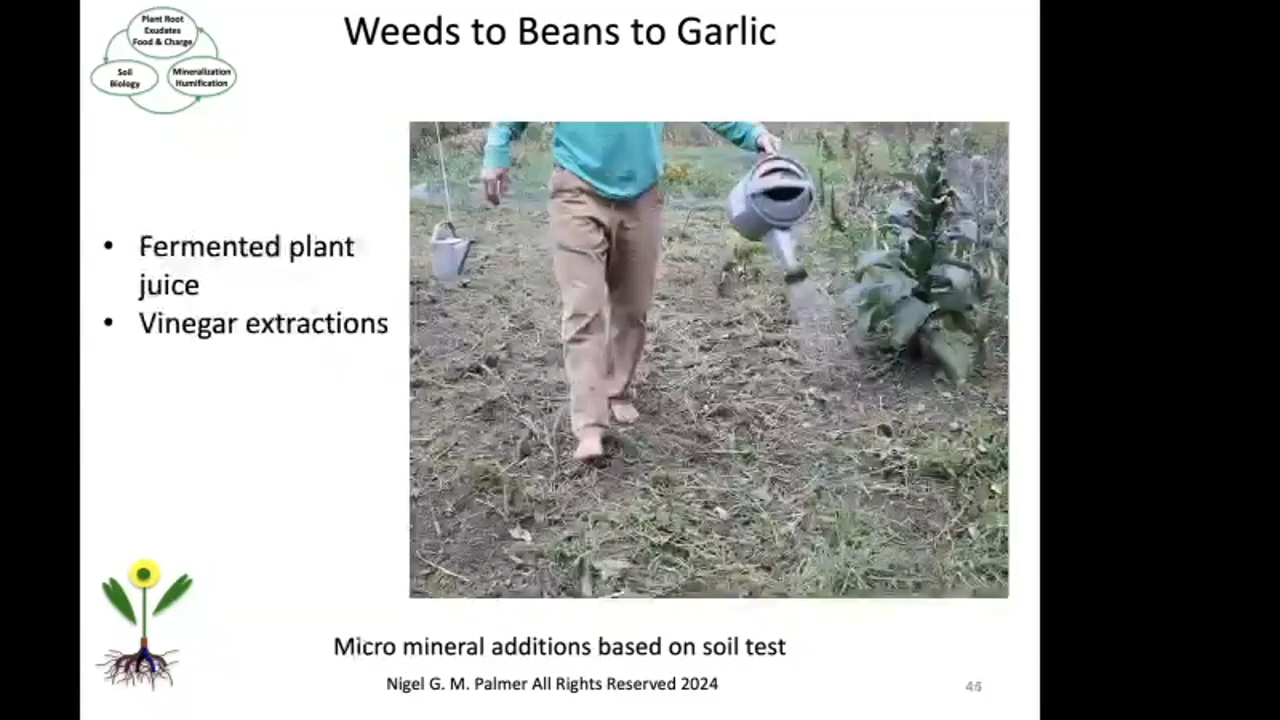 Plant Root
Exudates
Food & Charge
Soil
Biology
Mineralization
Humification
Weeds to Beans to Garlic
• Fermented plant
juice
• Vinegar extractions
Micro mineral additions based on soil test
Nigel G. M. Palmer All Rights Reserved 2024